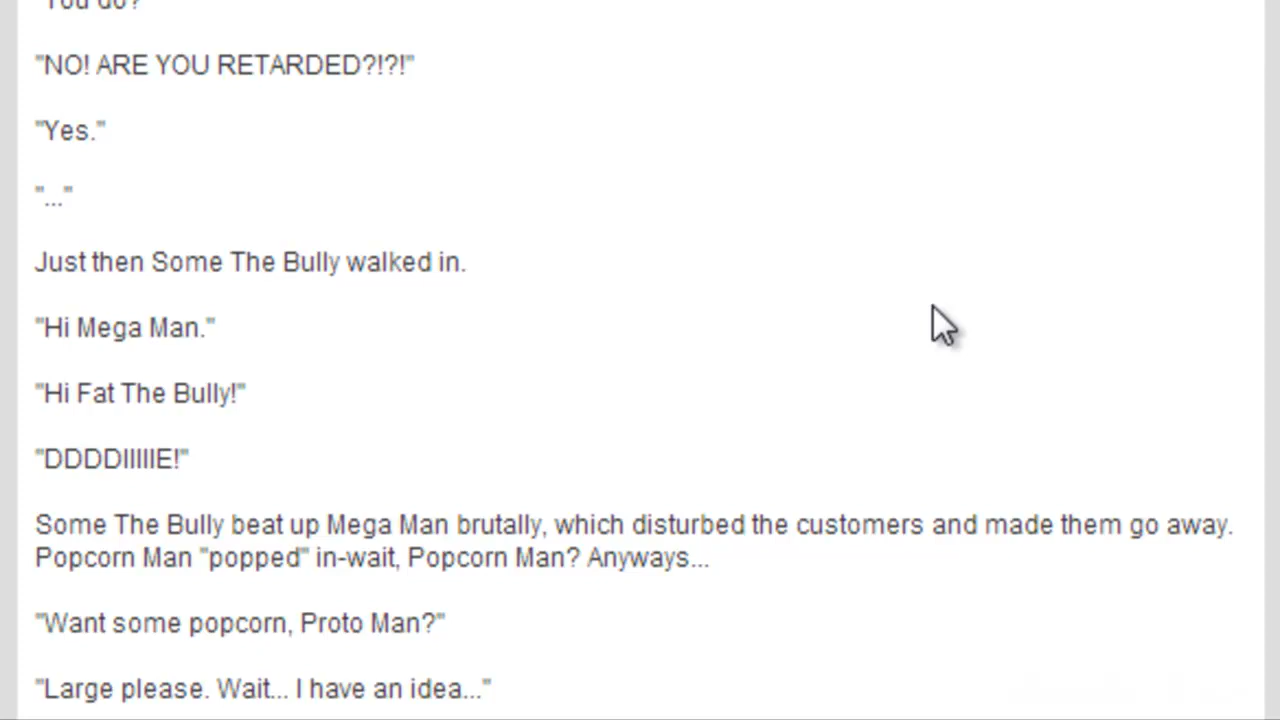 "You do?"
"NO! ARE YOU RETARDED?!?!"
"Yes."
"..."
Just then Some The Bully walked in.
"Hi Mega Man."
"Hi Fat The Bully!"
"DDDDIIIIIE!"
Some The Bully beat up Mega Man brutally, which disturbed the customers and made them go away.
Popcorn Man "popped" in-wait, Popcorn Man? Anyways...
"Want some popcorn, Proto Man?"
"Large please. Wait... I have an idea..."